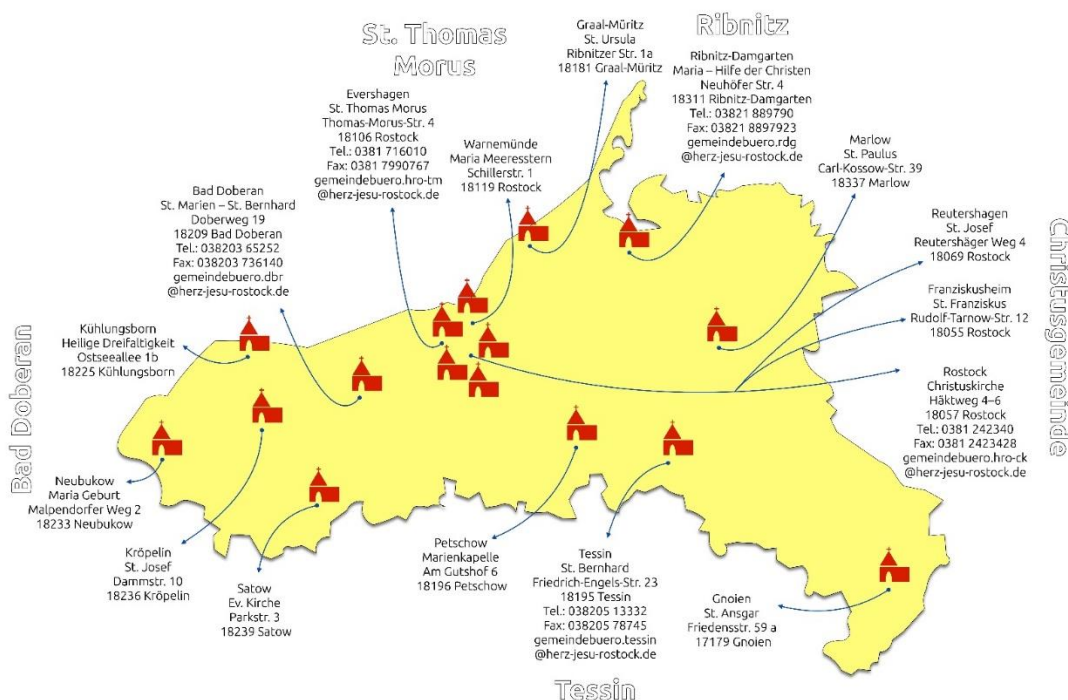 St. Thomas
Morus
Ribnitz
Graal-Müritz
St. Ursula
Ribnitzer Str. 1a
18181 Graal-Müritz
Ribnitz-Damgarten
Maria – Hilfe der Christen
Neuhöfer Str. 4
18311 Ribnitz-Damgarten
Tel.: 03821 889790
Fax: 03821 8897923
gemeindebuero.rdg
@herz-jesu-rostock.de
Evershagen
St. Thomas Morus
Thomas-Morus-Str. 4
18106 Rostock
Tel.: 0381 716010
Fax: 0381 7990767
gemeindebuero.hro-tm
@herz-jesu-rostock.de
Warnemünde
Maria Meeresstern
Schillerstr. 1
18119 Rostock
Marlow
St. Paulus
Carl-Kossow-Str. 39
18337 Marlow
Bad Doberan
St. Marien – St. Bernhard
Doberweg 19
18209 Bad Doberan
Tel.: 038203 65252
Fax: 038203 736140
gemeindebuero.dbr
@herz-jesu-rostock.de
Reutershagen
St. Josef
Reutershäger Weg 4
18069 Rostock
Franziskusheim
St. Franziskus
Rudolf-Tarnow-Str. 12
18055 Rostock
Christusgemeinde
Kühlungsborn
Heilige Dreifaltigkeit
Ostseeallee 1b
18225 Kühlungsborn
Bad Doberan
Rostock
Christuskirche
Häktweg 4–6
18057 Rostock
Tel.: 0381 242340
Fax: 0381 2423428
gemeindebuero.hro-ck
@herz-jesu-rostock.de
Neubukow
Maria Geburt
Malpendorfer Weg 2
18233 Neubukow
Kröpelin
St. Josef
Dammstr. 10
18236 Kröpelin
Satow
Ev. Kirche
Parkstr. 3
18239 Satow
Petschow
Marienkapelle
Am Gutshof 6
18196 Petschow
Tessin
St. Bernhard
Friedrich-Engels-Str. 23
18195 Tessin
Tel.: 038205 13332
Fax: 038205 78745
gemeindebuero.tessin
@herz-jesu-rostock.de
Gnoien
St. Ansgar
Friedensstr. 59 a
17179 Gnoien
Tessin